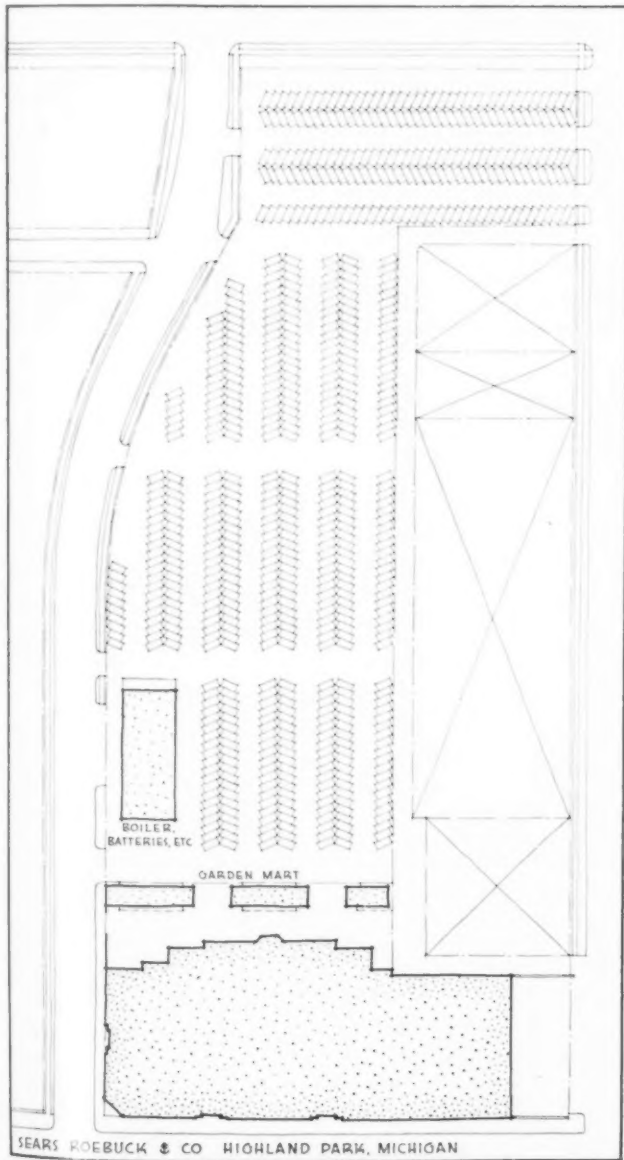 BOILER,
BATTERIES, ETC
GARDEN MART
SEARS ROEBUCK & CO HIGHLAND PARK, MICHIGAN